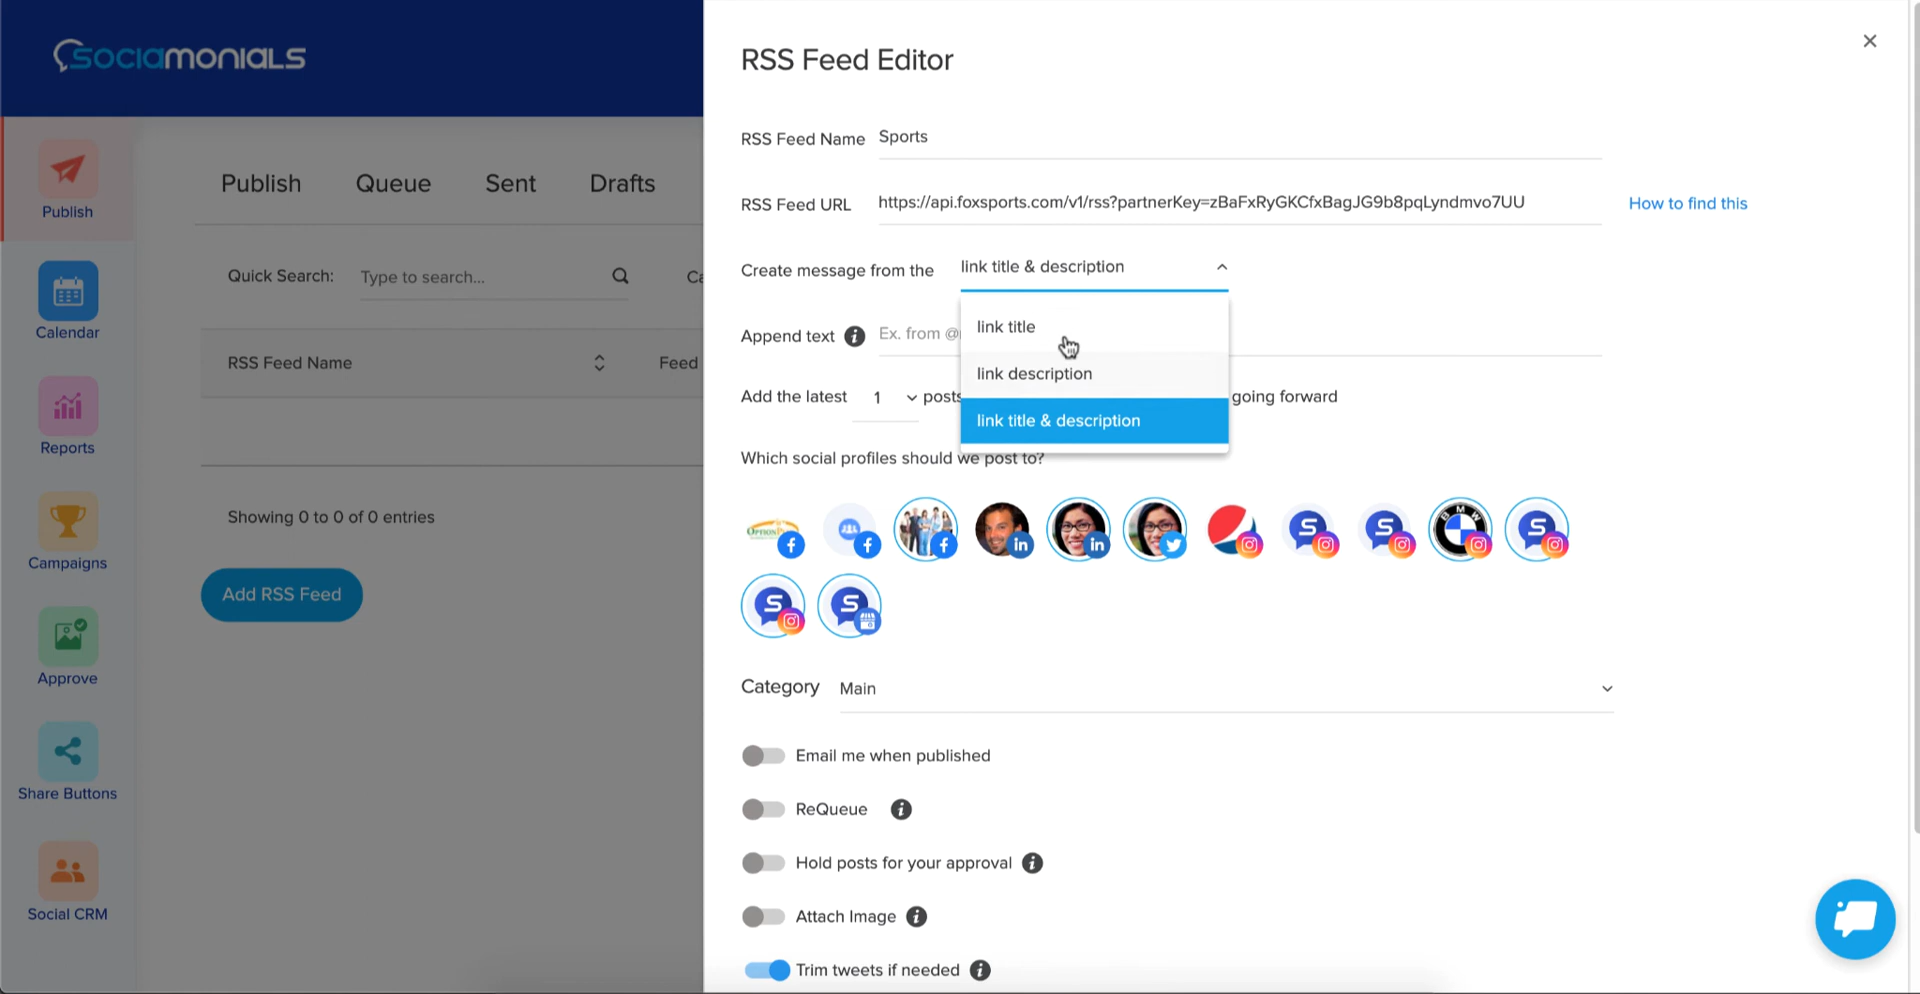 SOCIAMONIALS
Publish
Calendar
Reports
Campaigns
Approve
Share Buttons
Social CRM
Publish Queue Sent Drafts
Quick Search: Type to search...
RSS Feed Name Feed
Showing 0 to 0 of 0 entries
Add RSS Feed
RSS Feed Editor
RSS Feed Name Sports
RSS Feed URL https://api.foxsports.com/v1/rss?partnerKey=zBaFxRyGKCfxBagJG9b8pqLyndmvo7UU How to find this
Create message from the link title & description
link title
link description
link title & description
Append text Ex. from
Add the latest 1 posts going forward
Which social profiles should we post to?
Category Main
Email me when published
ReQueue
Hold posts for your approval
Attach Image
Trim tweets if needed